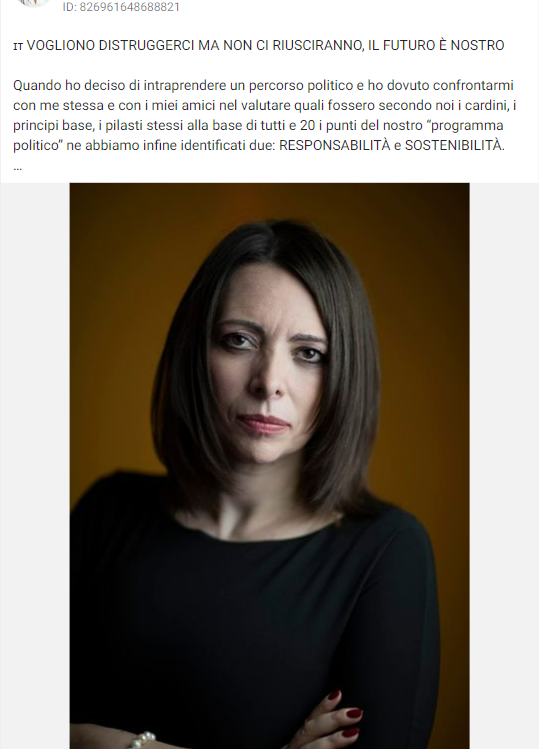 ID: 826961648688821
IT VOGLIONO DISTRUGGERCI MA NON CI RIUSCIRANNO, IL FUTURO È NOSTRO
Quando ho deciso di intraprendere un percorso politico e ho dovuto confrontarmi
con me stessa e con i miei amici nel valutare quali fossero secondo noi i cardini, i
principi base, i pilasti stessi alla base di tutti e 20 i punti del nostro “programma
politico” ne abbiamo infine identificati due: RESPONSABILITÀ e SOSTENIBILITÀ.
...